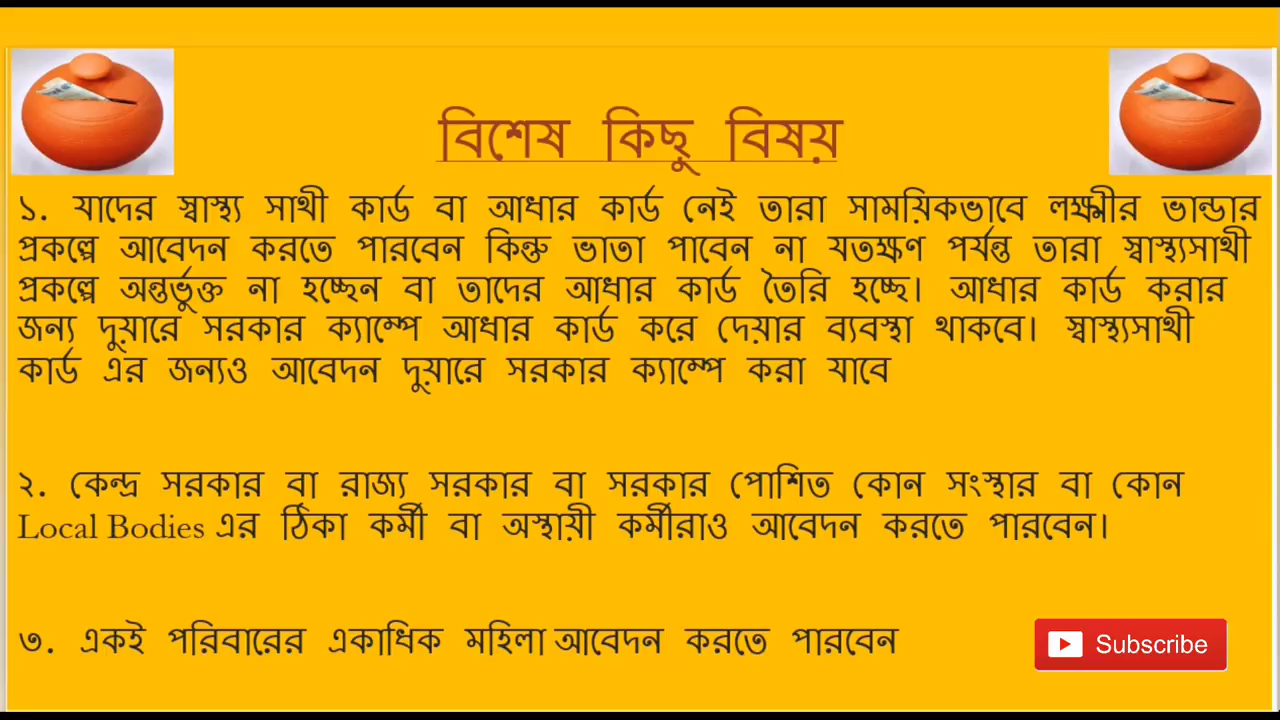 বিশেষ কিছু বিষয়
১. যাদের স্বাস্থ্য সাথী কার্ড বা আধার কার্ড নেই তারা সাময়িকভাবে লক্ষ্মীর ভান্ডার
প্রকল্পে আবেদন করতে পারবেন কিন্তু ভাতা পাবেন না যতক্ষণ পর্যন্ত তারা স্বাস্থ্যসাথী
প্রকল্পে অন্তর্ভুক্ত না হচ্ছেন বা তাদের আধার কার্ড তৈরি হচ্ছে। আধার কার্ড করার
জন্য দুয়ারে সরকার ক্যাম্পে আধার কার্ড করে দেয়ার ব্যবস্থা থাকবে। স্বাস্থ্যসাথী
কার্ড এর জন্যও আবেদন দুয়ারে সরকার ক্যাম্পে করা যাবে
২. কেন্দ্র সরকার বা রাজ্য সরকার বা সরকার পোশিত কোন সংস্থার বা কোন
Local Bodies এর ঠিকা কর্মী বা অস্থায়ী কর্মীরাও আবেদন করতে পারবেন।
৩. একই পরিবারের একাধিক মহিলা আবেদন করতে পারবেন
Subscribe